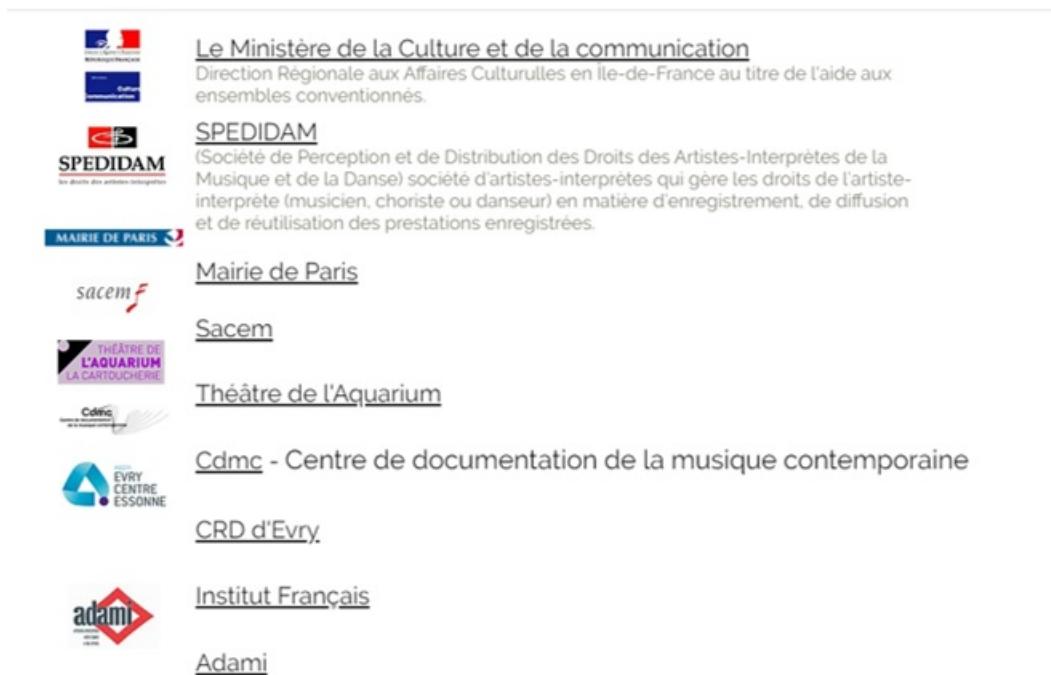 Le Ministère de la Culture et de la communication
Direction Régionale aux Affaires Culturulles en Île-de-France au titre de l'aide aux
ensembles conventionnés.
SPEDIDAM
SPEDIDAM
les droits des artistes-interprètes
(Société de Perception et de Distribution des Droits des Artistes-Interprètes de la
Musique et de la Danse) société d'artistes-interprètes qui gère les droits de l'artiste-
interprète (musicien, choriste ou danseur) en matière d'enregistrement, de diffusion
et de réutilisation des prestations enregistrées.
MAIRIE DE PARIS
Mairie de Paris
sacem
Sacem
THÉÂTRE DE
L'AQUARIUM
LA CARTOUCHERIE
Théâtre de l'Aquarium
Cdmc
Cdmc - Centre de documentation de la musique contemporaine
EVRY
CENTRE
ESSONNE
CRD d'Evry
Institut Français
adami
Adami